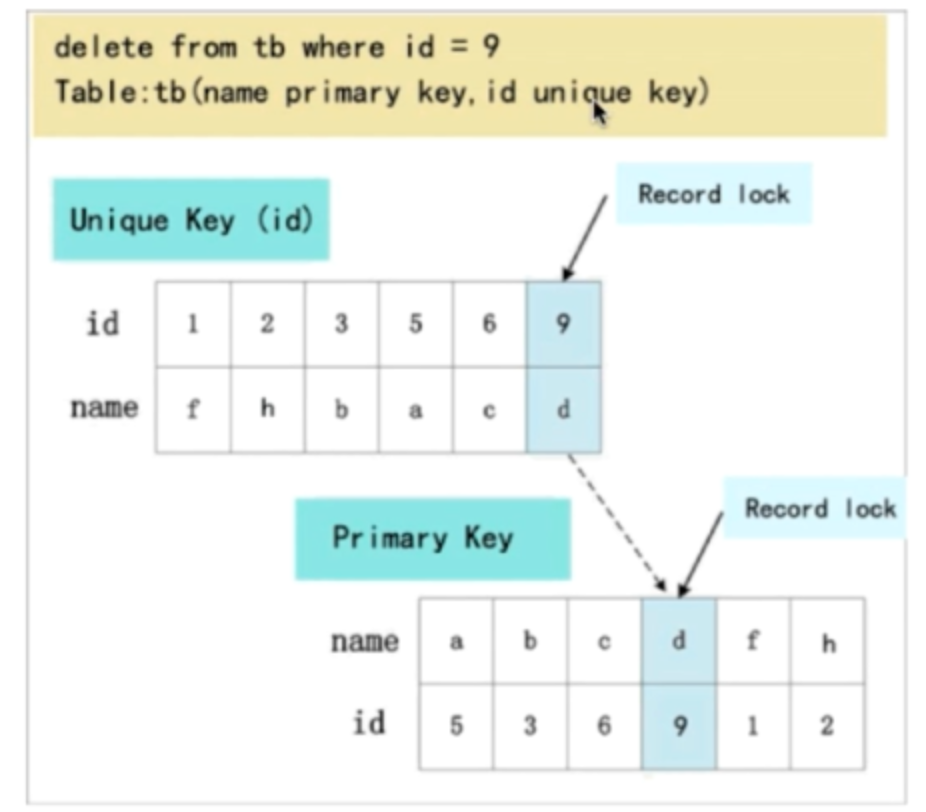 delete from tb where id = 9
Table:tb(name primary key,id unique key)
Record lock
Unique Key (id)
id 1 2 3 5 6 9
name f h b a c d
Record lock
Primary Key
name a b c d f h
id 5 3 6 9 1 2